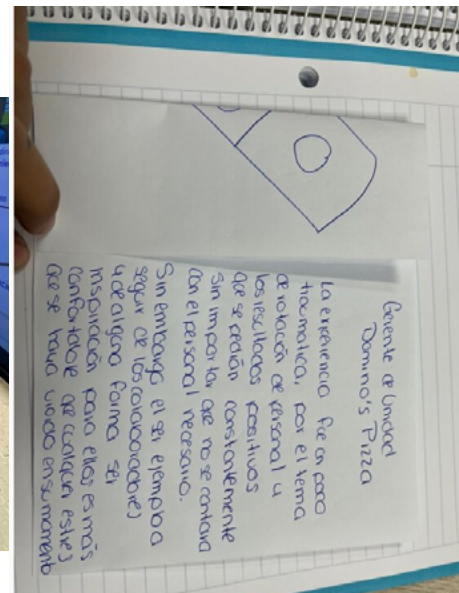 Gerente de Unidad
Domino's Pizza
La experiencia fue un poco
traumatica, por el tema
de rotación de personal y
los resultados positivos
que se pedian constantemente
sin importar que no se contara
con el personal necesario.
Sin embargo el ser ejemplo a
seguir de los colaboradores
y de alguna forma ser
inspiración para ellos es más
confortable que cualquier estrés
que se haya vivido en su momento